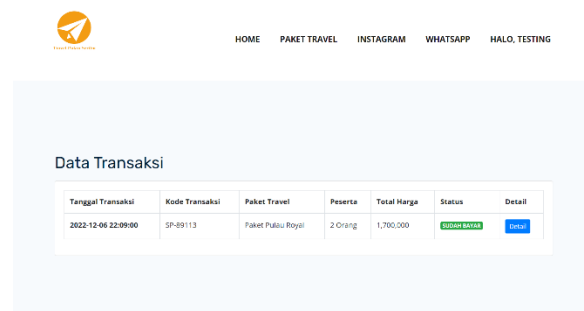 HOME PAKET TRAVEL INSTAGRAM WHATSAPP HALO, TESTING
Data Transaksi
Tanggal Transaksi Kode Transaksi Paket Travel Peserta Total Harga Status Detail
2022-12-06 22:09:00 SP-89113 Paket Pulau Royal 2 Orang 1,700,000 SUDAH BAYAR Detail